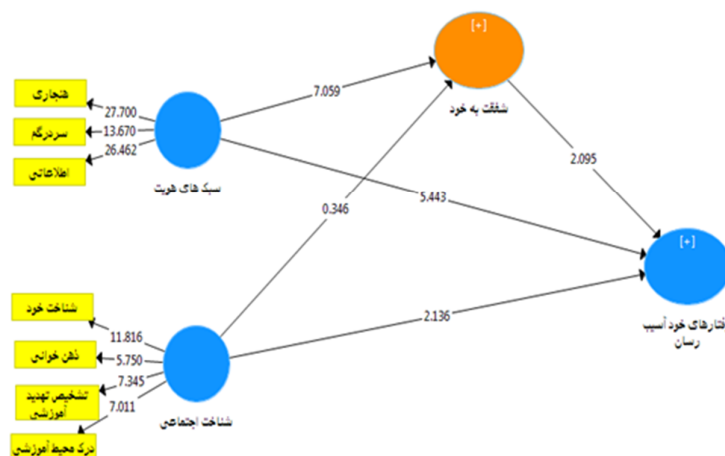 [+]
شفقت به خود
هنجاری
سردرگم
اطلاعاتی
27.700
13.670
26.462
سبک های هویت
7.059
2.095
5.443
0.346
2.136
[+]
رفتارهای خود آسیب
رسان
شناخت خود
ذهن خوانی
تشخیص تهدید
آموزشی
درک محیط آموزشی
11.816
5.750
7.345
7.011
شناخت اجتماعی